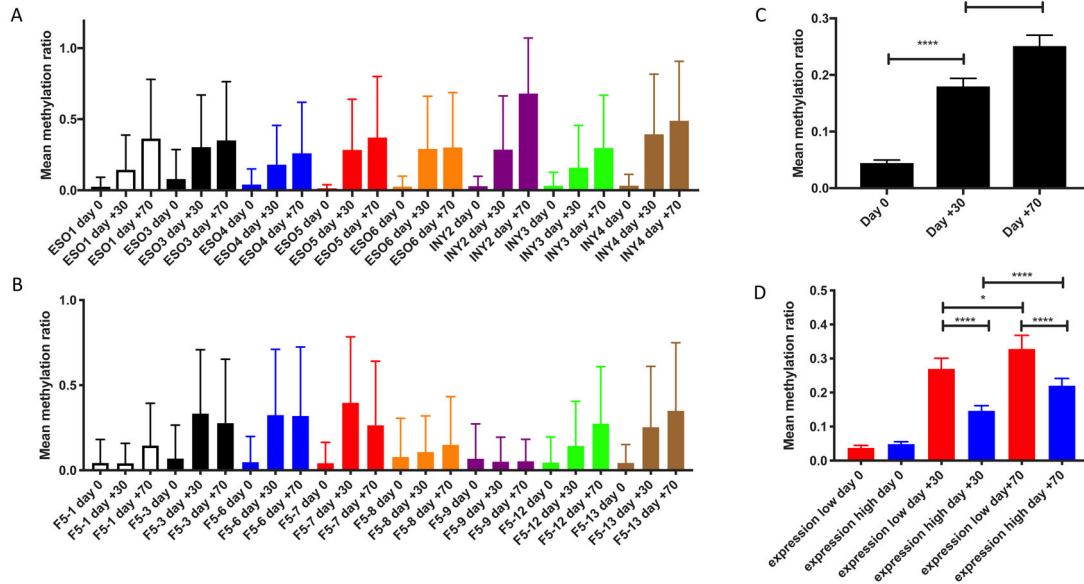 A
Mean methylation ratio
1.0
0.5
0.0
ESO1 day 0
ESO1 day +30
ESO1 day +70
ESO3 day 0
ESO3 day +30
ESO3 day +70
ESO4 day 0
ESO4 day +30
ESO4 day +70
ESO5 day 0
ESO5 day +30
ESO5 day +70
ESO6 day 0
ESO6 day +30
ESO6 day +70
INY2 day 0
INY2 day +30
INY2 day +70
INY3 day 0
INY3 day +30
INY3 day +70
INY4 day 0
INY4 day +30
INY4 day +70
B
Mean methylation ratio
1.0
0.5
0.0
F5-1 day 0
F5-1 day +30
F5-1 day +70
F5-3 day 0
F5-3 day +30
F5-3 day +70
F5-6 day 0
F5-6 day +30
F5-6 day +70
F5-7 day 0
F5-7 day +30
F5-7 day +70
F5-8 day 0
F5-8 day +30
F5-8 day +70
F5-9 day 0
F5-9 day +30
F5-9 day +70
F5-12 day 0
F5-12 day +30
F5-12 day +70
F5-13 day 0
F5-13 day +30
F5-13 day +70
C
Mean methylation ratio
0.3
0.2
0.1
0.0
****
Day 0
Day +30
Day +70
D
Mean methylation ratio
0.5
0.4
0.3
0.2
0.1
0.0
****
*
****
****
expression low day 0
expression high day 0
expression low day +30
expression high day +30
expression low day+70
expression high day +70